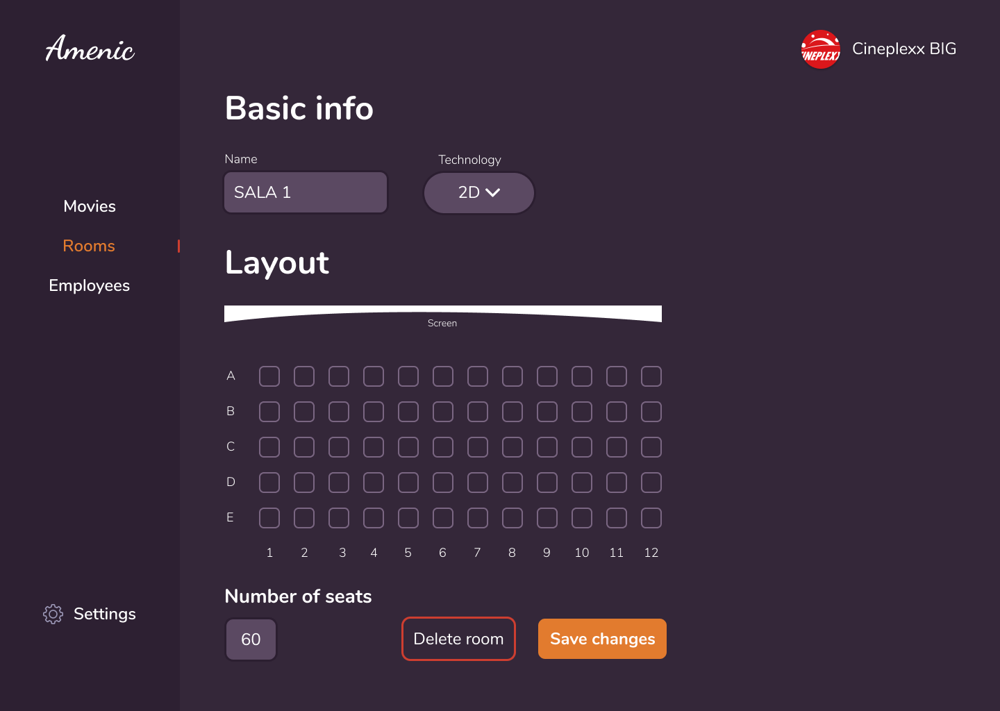 Amenic
CINEPLEXX
Cineplexx BIG
Basic info
Name
Technology
SALA 1
2D
Movies
Rooms
Employees
Layout
Screen
A
B
C
D
E
1 2 3 4 5 6 7 8 9 10 11 12
Number of seats
Settings
60
Delete room
Save changes